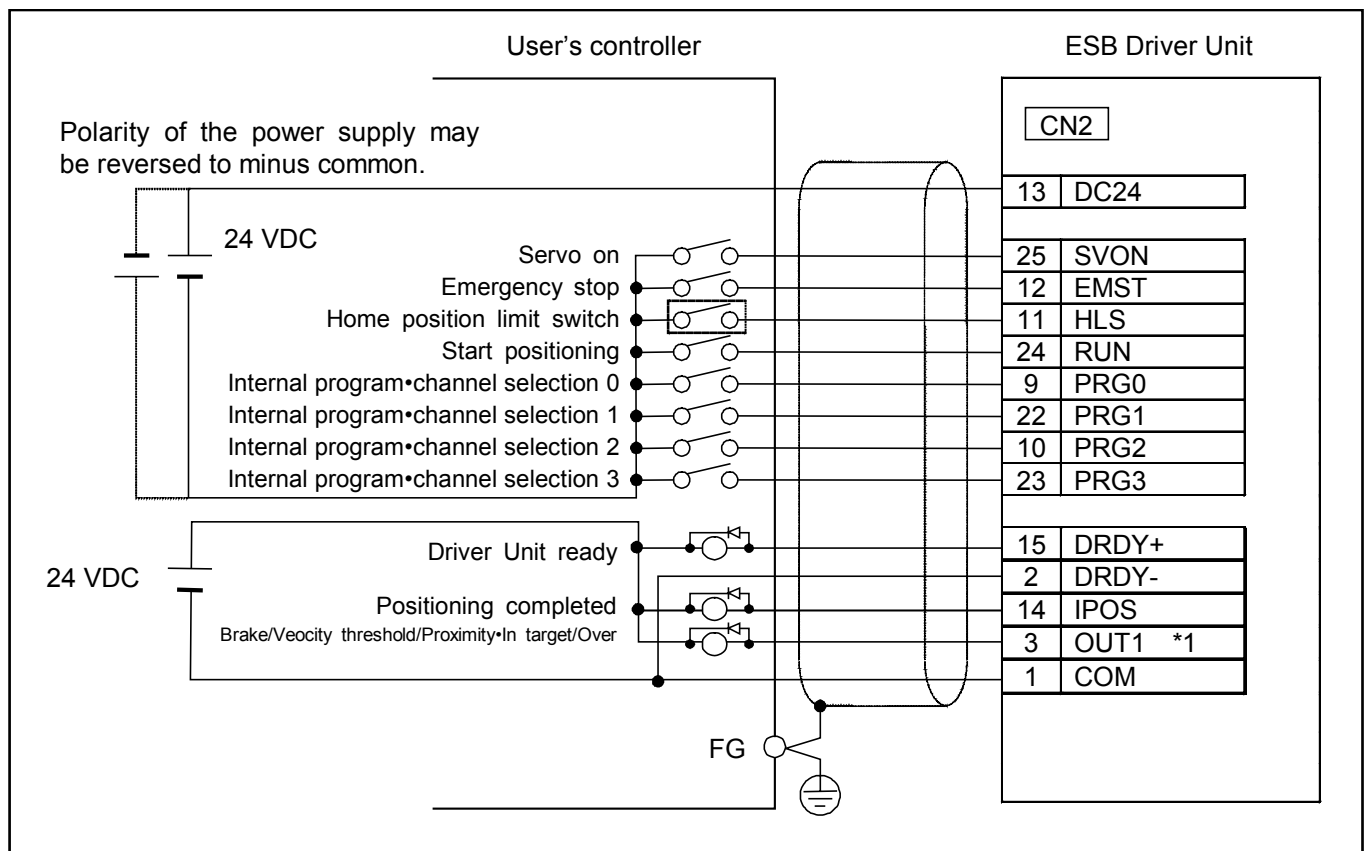 User's controller
ESB Driver Unit
CN2
Polarity of the power supply may
be reversed to minus common.
13 DC24
24 VDC
Servo on
25 SVON
Emergency stop
12 EMST
Home position limit switch
11 HLS
Start positioning
24 RUN
Internal program•channel selection 0
9 PRG0
Internal program•channel selection 1
22 PRG1
Internal program•channel selection 2
10 PRG2
Internal program•channel selection 3
23 PRG3
24 VDC
Driver Unit ready
15 DRDY+
2 DRDY-
Positioning completed
14 IPOS
Brake/Veocity threshold/Proximity•In target/Over
3 OUT1 *1
1 COM
FG